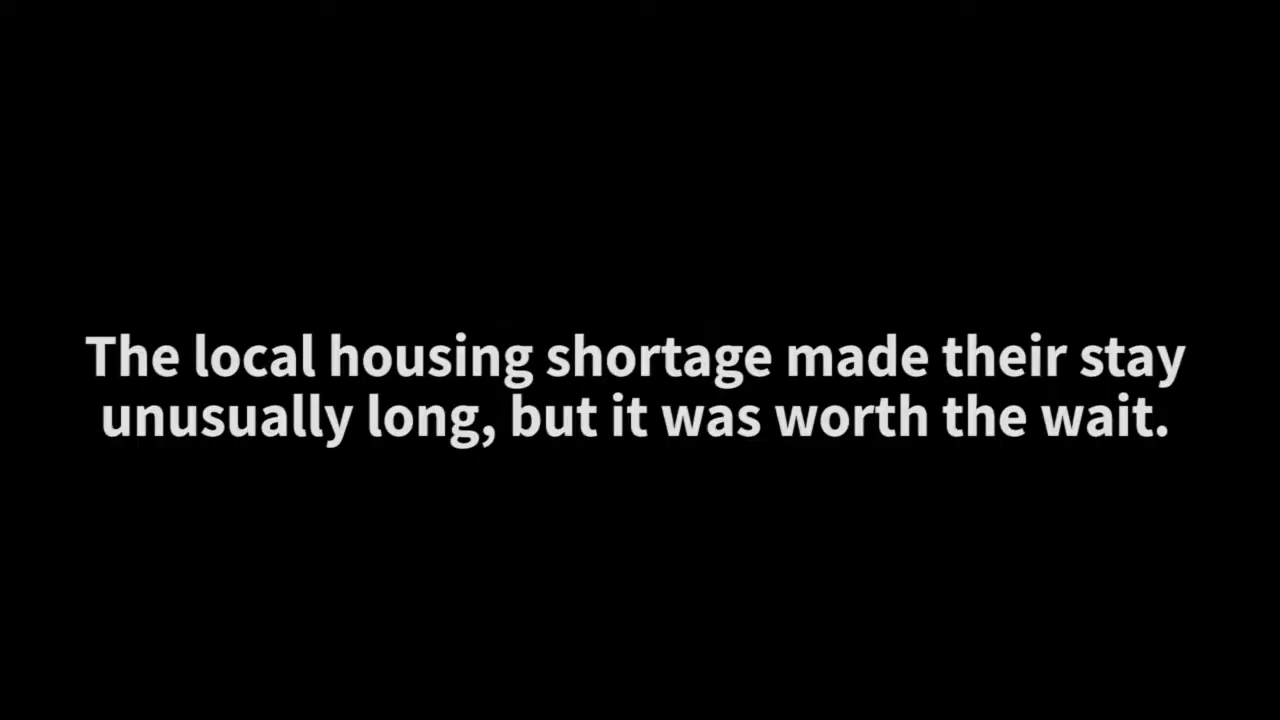 The local housing shortage made their stay
unusually long, but it was worth the wait.